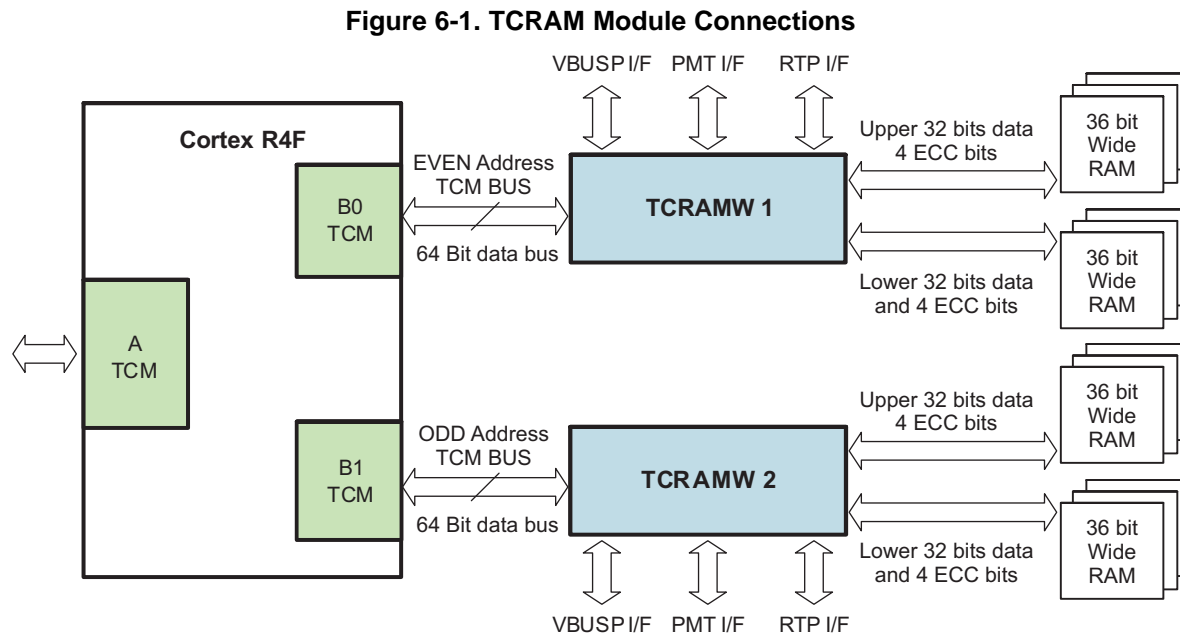 Figure 6-1. TCRAM Module Connections
VBUSP I/F
PMT I/F
RTP I/F
Cortex R4F
B0
TCM
EVEN Address
TCM BUS
64 Bit data bus
TCRAMW 1
Upper 32 bits data
4 ECC bits
36 bit
Wide
RAM
Lower 32 bits data
and 4 ECC bits
36 bit
Wide
RAM
A
TCM
B1
TCM
ODD Address
TCM BUS
64 Bit data bus
TCRAMW 2
Upper 32 bits data
4 ECC bits
36 bit
Wide
RAM
Lower 32 bits data
and 4 ECC bits
36 bit
Wide
RAM
VBUSP I/F
PMT I/F
RTP I/F